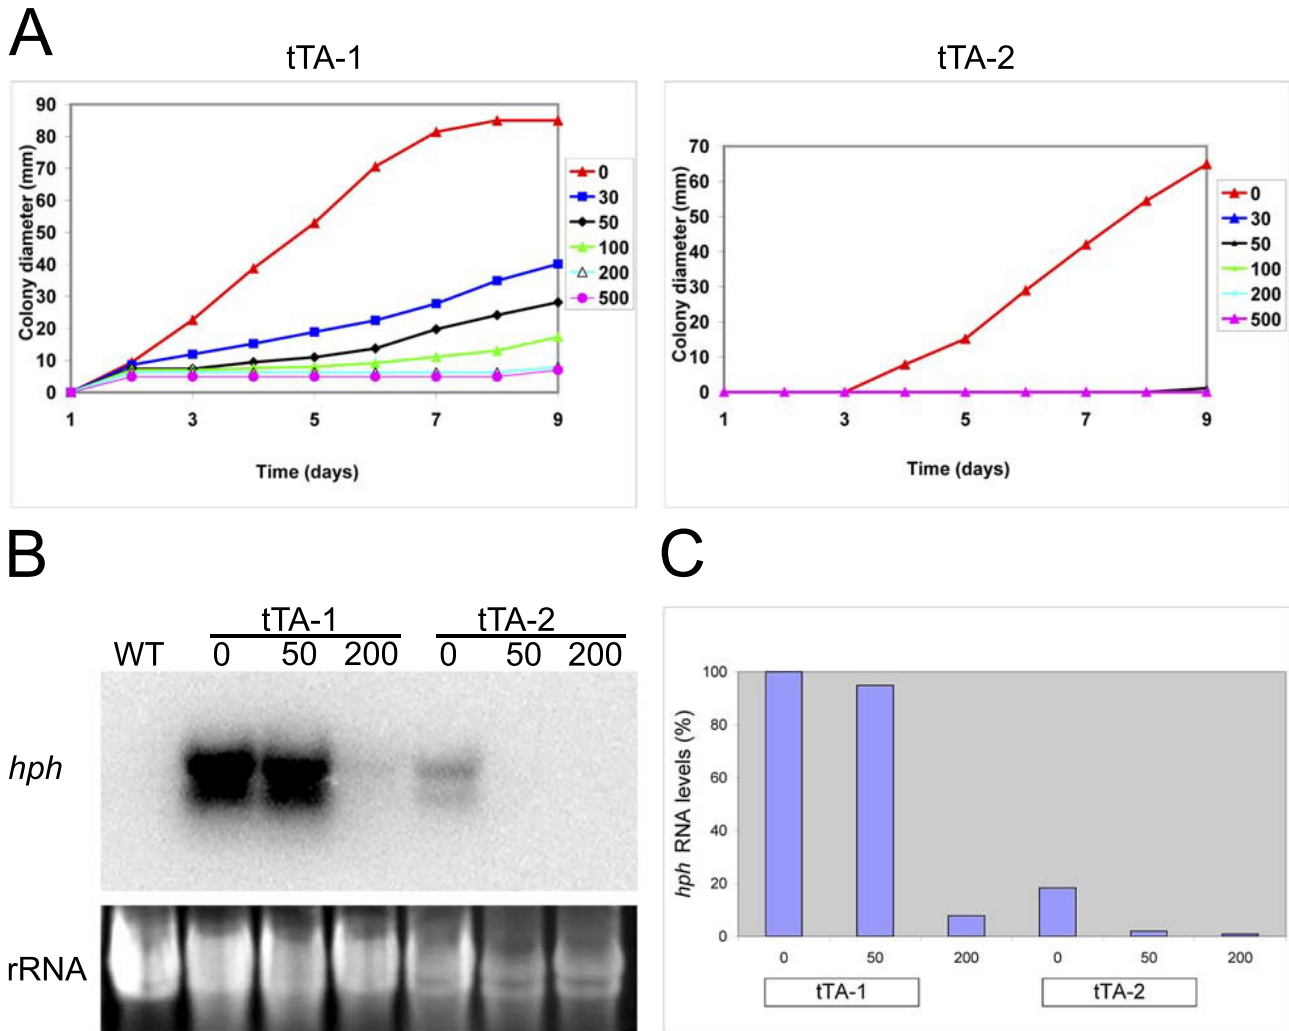 A
tTA-1
tTA-2
Colony diameter (mm)
90
80
70
60
50
40
30
20
10
0
1 3 5 7 9
Time (days)
0
30
50
100
200
500
Colony diameter (mm)
70
60
50
40
30
20
10
0
1 3 5 7 9
Time (days)
0
30
50
100
200
500
B
tTA-1 tTA-2
WT 0 50 200 0 50 200
hph
rRNA
C
hph RNA levels (%)
100
80
60
40
20
0
0 50 200 0 50 200
tTA-1 tTA-2